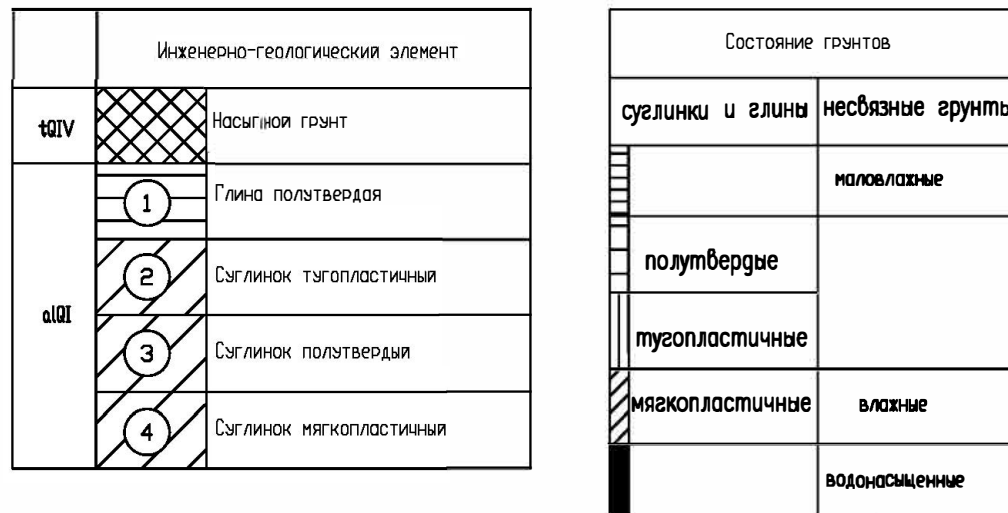 Инженерно-геологический элемент
tQIV
Насыпной грунт
alQI
1
Глина полутвердая
2
Суглинок тугопластичный
3
Суглинок полутвердый
4
Суглинок мягкопластичный
Состояние грунтов
суглинки и глины несвязные грунты
маловлажные
полутвердые
тугопластичные
мягкопластичные влажные
водонасыщенные